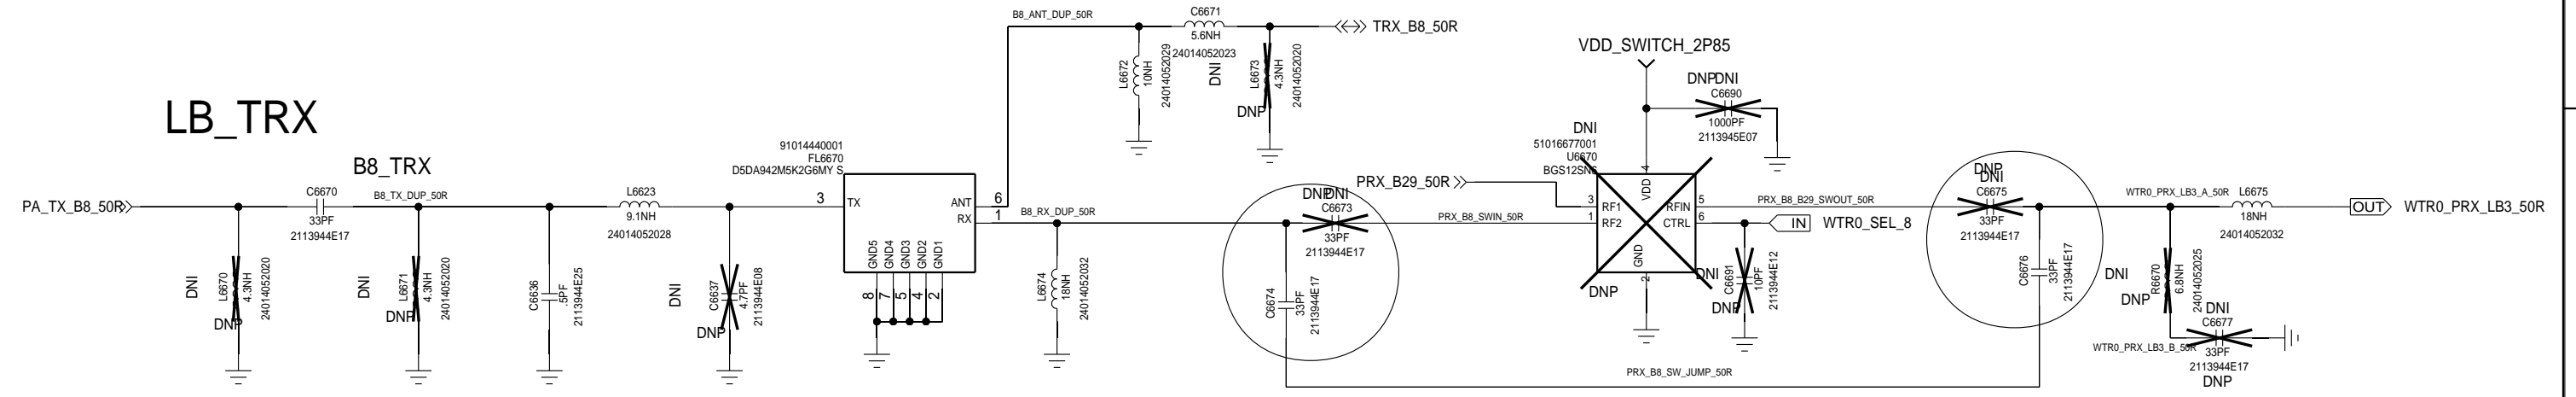 LB_TRX
B8_TRX
PA_TX_B8_50R
C6670
33PF
2113944E17
B8_TX_DUP_50R
L6623
9.1NH
24014052028
DNI
L6670
4.3NH
24014052020
DNP
DNI
L6671
4.3NH
24014052020
DNP
C6636
.5PF
2113944E25
DNI
C6637
4.7PF
2113944E08
DNP
91014440001
FL6670
D5DA942M5K2G6MY S
3
TX
ANT
RX
6
1
GND5
GND4
GND3
GND2
GND1
8
7
5
4
2
B8_ANT_DUP_50R
C6671
5.6NH
24014052023
L6672
10NH
24014052029
DNI
L6673
4.3NH
24014052020
DNP
TRX_B8_50R
B8_RX_DUP_50R
L6674
18NH
24014052032
DNP
DNI
C6673
33PF
2113944E17
C6674
33PF
2113944E17
PRX_B8_SWIN_50R
PRX_B29_50R
VDD_SWITCH_2P85
DNP
DNI
C6690
1000PF
2113945E07
DNI
51016677001
U6670
BGS12SN6
DNP
3
RF1
1
RF2
VDD
4
GND
2
RFIN
5
CTRL
6
PRX_B8_B29_SWOUT_50R
IN
WTR0_SEL_8
DNI
C6691
10PF
2113944E12
DNP
PRX_B8_SW_JUMP_50R
DNP
DNI
C6675
33PF
2113944E17
C6676
33PF
2113944E17
WTR0_PRX_LB3_A_50R
L6675
18NH
24014052032
OUT
WTR0_PRX_LB3_50R
DNI
R6670
6.8NH
24014052025
DNP
DNI
C6677
33PF
2113944E17
DNP
WTR0_PRX_LB3_B_50R